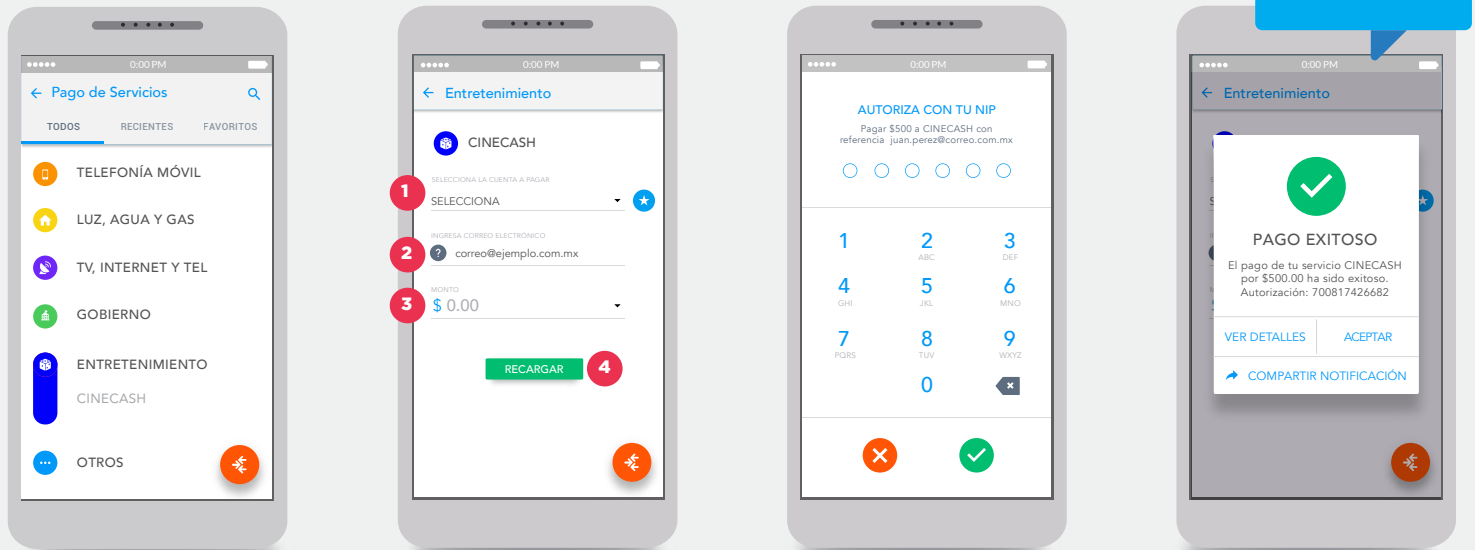 0:00 PM
Pago de Servicios
TODOS RECIENTES FAVORITOS
TELEFONÍA MÓVIL
LUZ, AGUA Y GAS
TV, INTERNET Y TEL
GOBIERNO
ENTRETENIMIENTO
CINECASH
OTROS
0:00 PM
Entretenimiento
CINECASH
1
SELECCIONA LA CUENTA A PAGAR
SELECCIONA
2
INGRESA CORREO ELECTRÓNICO
? correo@ejemplo.com.mx
3
MONTO
$ 0.00
RECARGAR 4
0:00 PM
AUTORIZA CON TU NIP
Pagar $500 a CINECASH con
referencia juan.perez@correo.com.mx
1 2 3
ABC DEF
4 5 6
GHI JKL MNO
7 8 9
PQRS TUV WXYZ
0
0:00 PM
Entretenimiento
PAGO EXITOSO
El pago de tu servicio CINECASH
por $500.00 ha sido exitoso.
Autorización: 700817426682
VER DETALLES ACEPTAR
COMPARTIR NOTIFICACIÓN